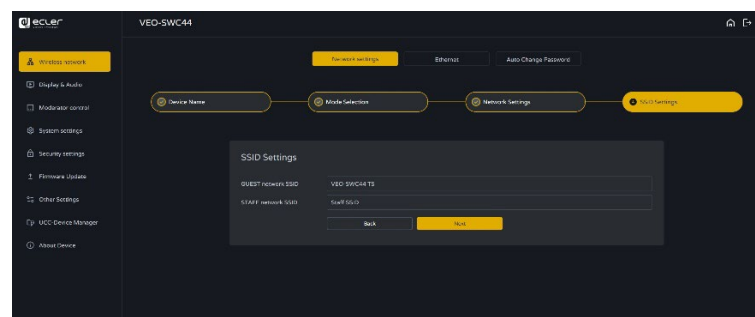 ecler
VEO-SWC44
Wireless network
Display & Audio
Moderator control
System settings
Security settings
Firmware Update
Other Settings
UCC-Device Manager
About Device
Network settings
Ethernet
Auto Change Password
Device Name
Mode Selection
Network Settings
SSID Settings
SSID Settings
GUEST network SSID
VEO-SWC44 TS
STAFF network SSID
Staff SSID
Back
Next